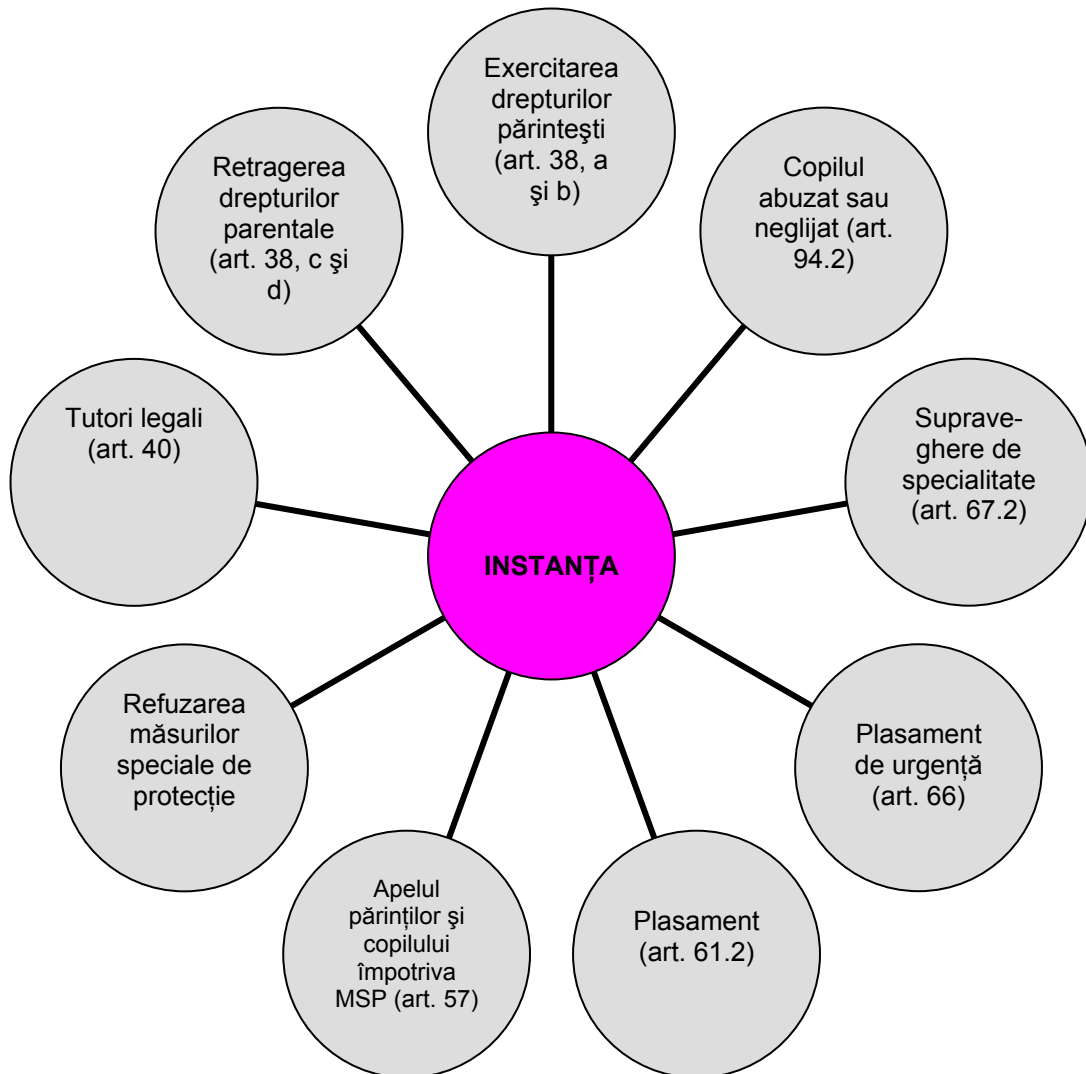 Exercitarea
drepturilor
părinteşti
(art. 38, a
şi b)
Copilul
abuzat sau
neglijat (art.
94.2)
Suprave-
ghere de
specialitate
(art. 67.2)
Plasament
de urgență
(art. 66)
Plasament
(art. 61.2)
Apelul
părinților şi
copilului
împotriva
MSP (art. 57)
Refuzarea
măsurilor
speciale de
protecție
Tutori legali
(art. 40)
Retragerea
drepturilor
parentale
(art. 38, c şi
d)
INSTANȚA